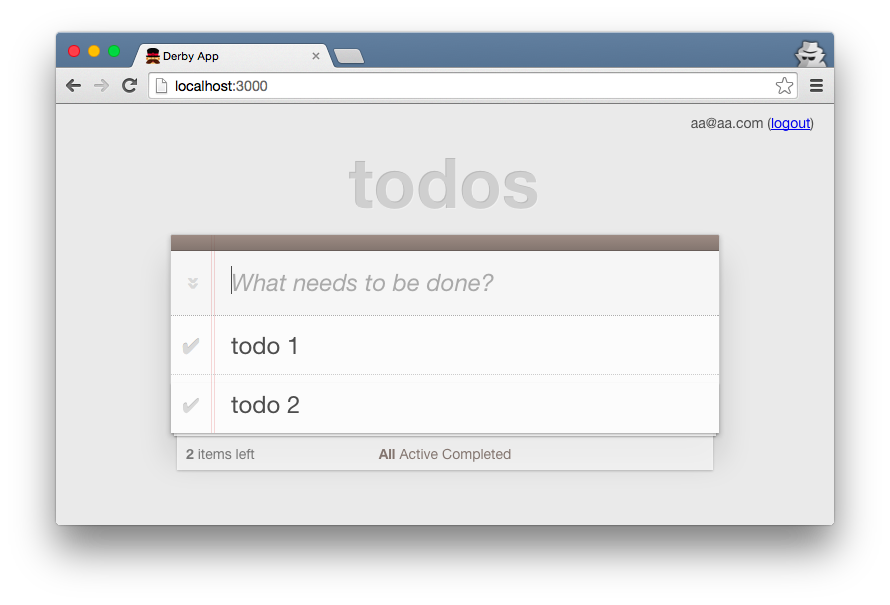 Derby App
localhost:3000
aa@aa.com (logout)
todos
What needs to be done?
todo 1
todo 2
2 items left All Active Completed